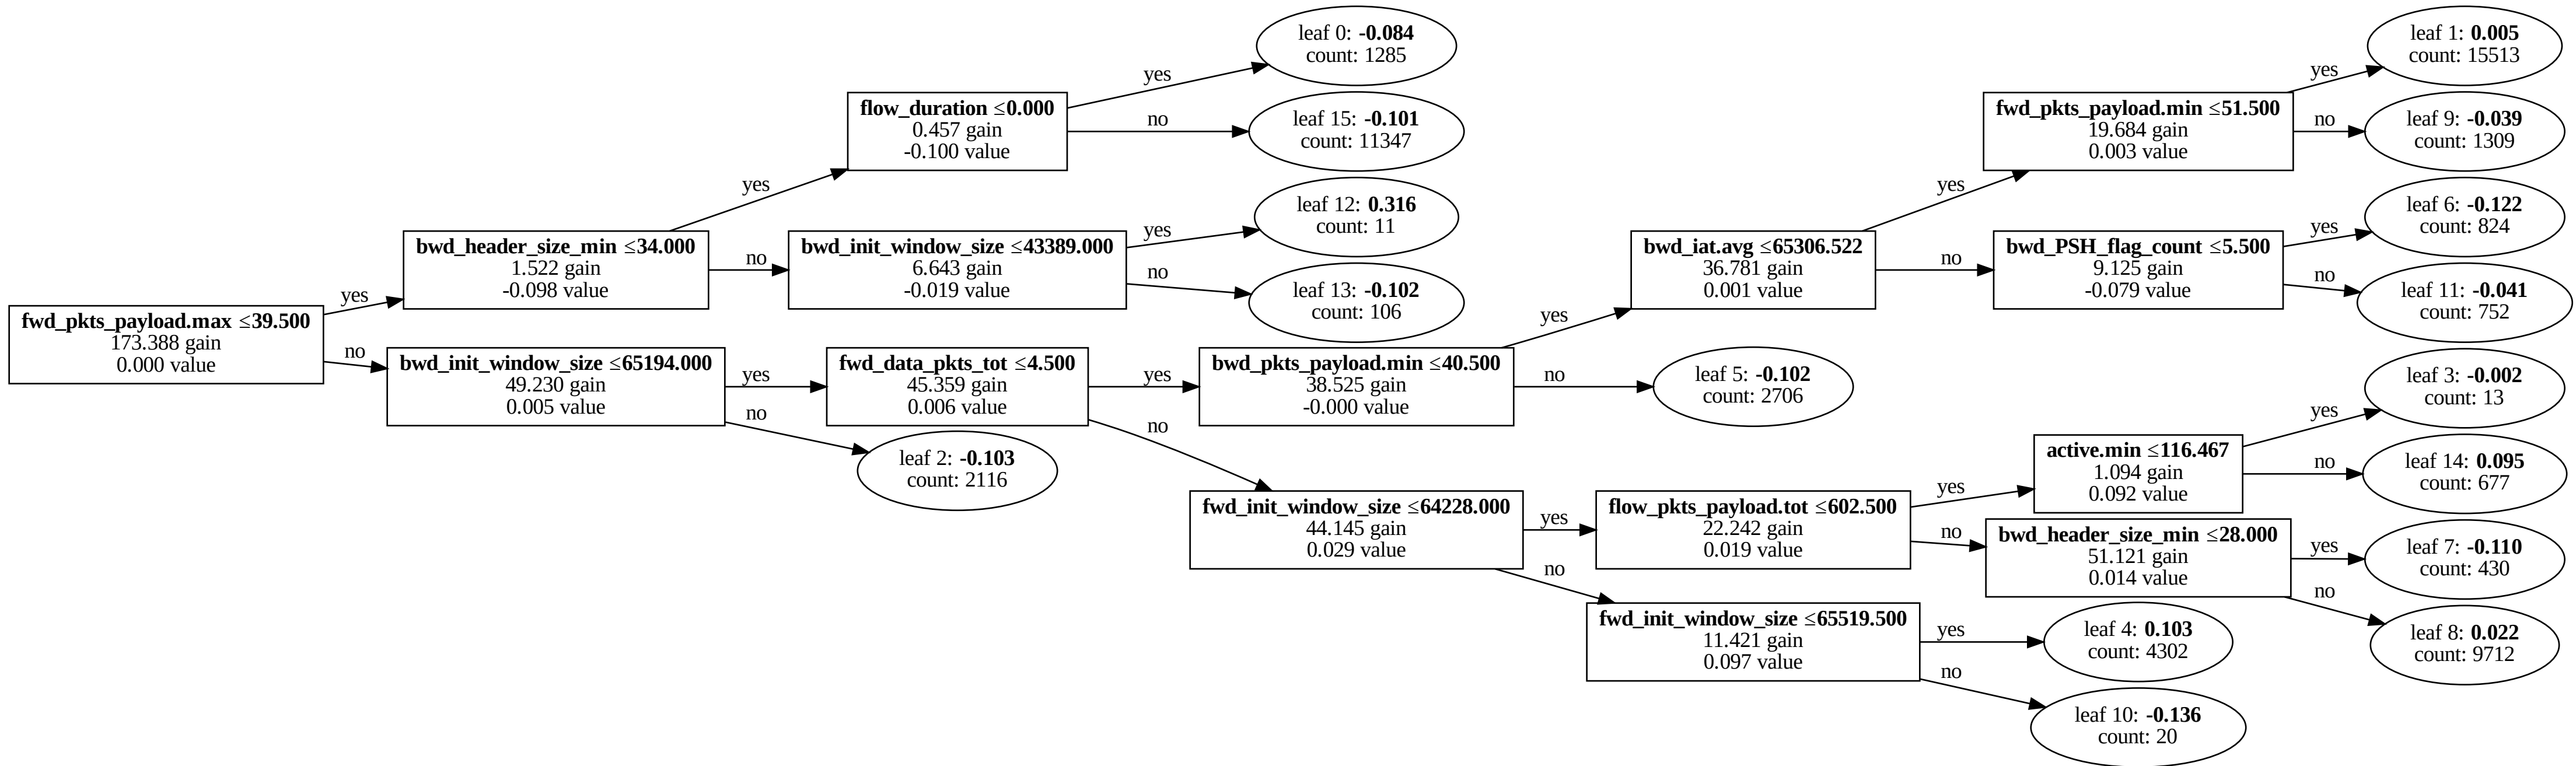 fwd_pkts_payload.max ≤39.500
173.388 gain
0.000 value
yes
no
bwd_header_size_min ≤34.000
1.522 gain
-0.098 value
yes
no
flow_duration ≤0.000
0.457 gain
-0.100 value
yes
no
leaf 0: -0.084
count: 1285
leaf 15: -0.101
count: 11347
bwd_init_window_size ≤43389.000
6.643 gain
-0.019 value
yes
no
leaf 12: 0.316
count: 11
leaf 13: -0.102
count: 106
bwd_init_window_size ≤65194.000
49.230 gain
0.005 value
yes
no
fwd_data_pkts_tot ≤4.500
45.359 gain
0.006 value
yes
no
leaf 2: -0.103
count: 2116
bwd_pkts_payload.min ≤40.500
38.525 gain
-0.000 value
yes
no
bwd_iat.avg ≤65306.522
36.781 gain
0.001 value
yes
no
fwd_pkts_payload.min ≤51.500
19.684 gain
0.003 value
yes
no
leaf 1: 0.005
count: 15513
leaf 9: -0.039
count: 1309
bwd_PSH_flag_count ≤5.500
9.125 gain
-0.079 value
yes
no
leaf 6: -0.122
count: 824
leaf 11: -0.041
count: 752
leaf 5: -0.102
count: 2706
fwd_init_window_size ≤64228.000
44.145 gain
0.029 value
yes
no
flow_pkts_payload.tot ≤602.500
22.242 gain
0.019 value
yes
no
active.min ≤116.467
1.094 gain
0.092 value
yes
no
leaf 3: -0.002
count: 13
leaf 14: 0.095
count: 677
bwd_header_size_min ≤28.000
51.121 gain
0.014 value
yes
no
leaf 7: -0.110
count: 430
leaf 8: 0.022
count: 9712
fwd_init_window_size ≤65519.500
11.421 gain
0.097 value
yes
no
leaf 4: 0.103
count: 4302
leaf 10: -0.136
count: 20